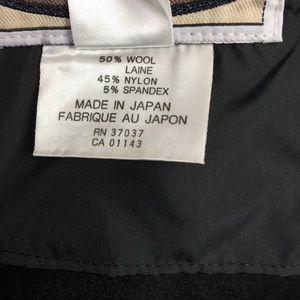 50% WOOL
LAINE
45% NYLON
5% SPANDEX
MADE IN JAPAN
FABRIQUE AU JAPON
RN 37037
CA 01143